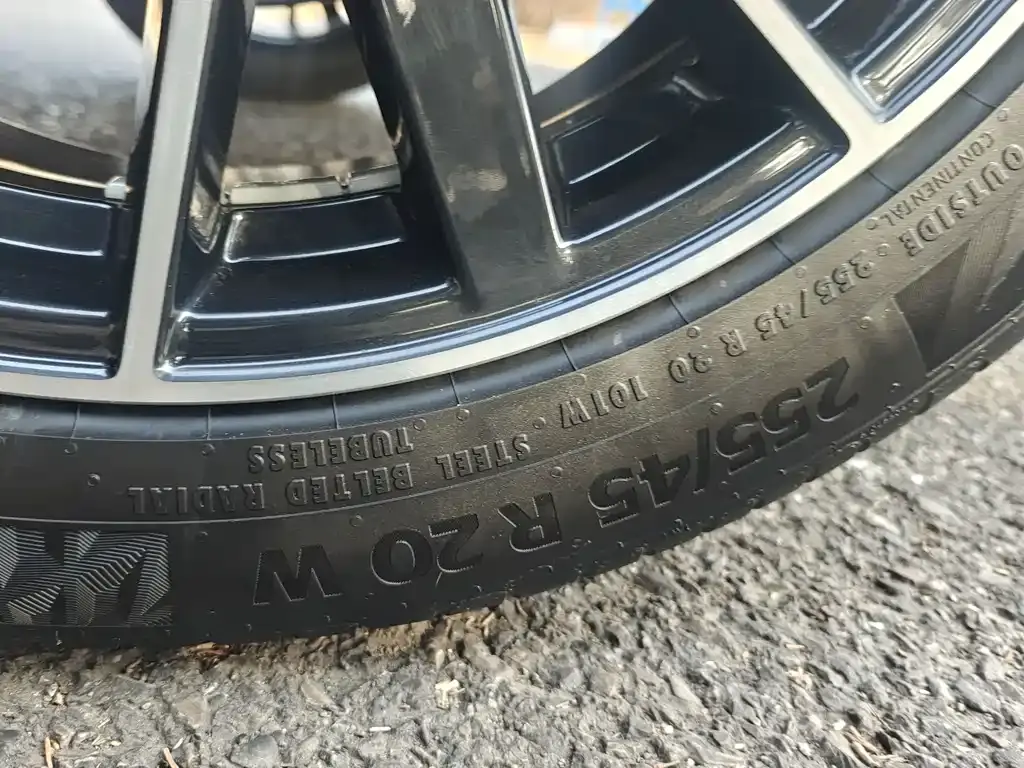 OUTSIDE · 255/45 R 20 101W ·
CONTINENTAL
STEEL BELTED RADIAL
TUBELESS
255/45 R 20 W